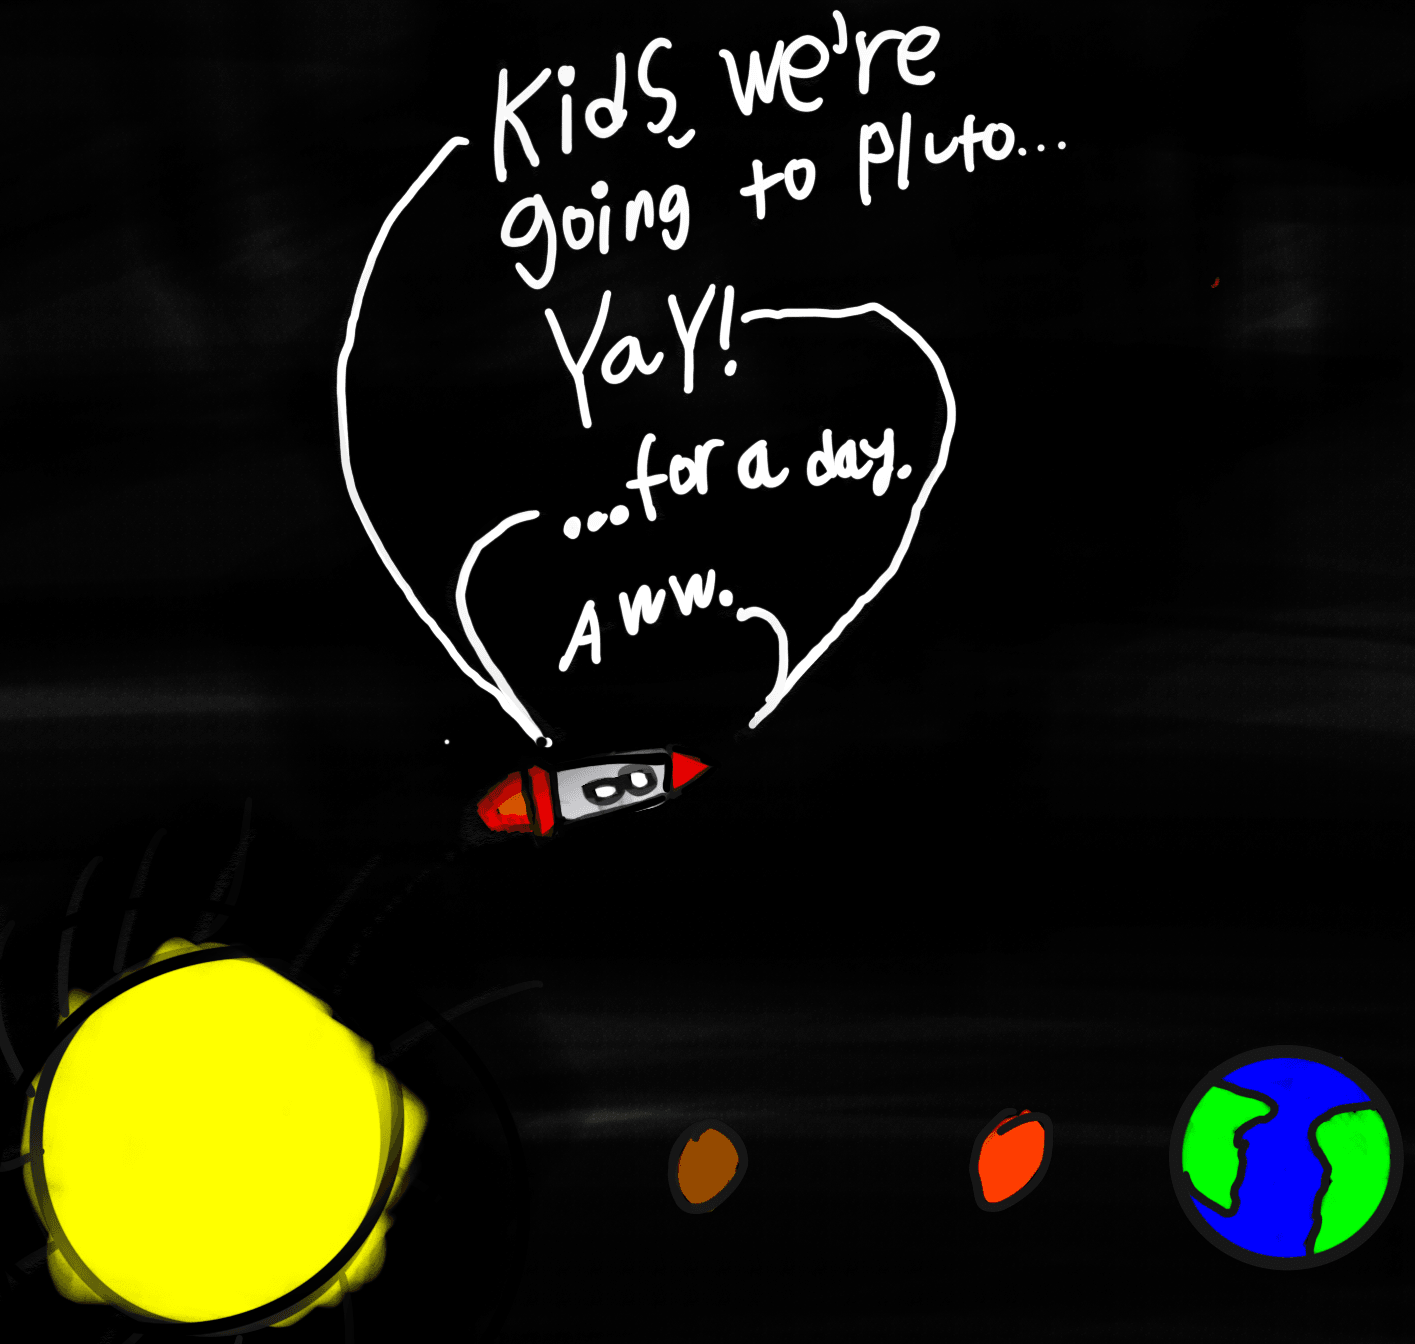 Kids, we're
going to Pluto...
YaY!
...for a day.
Aww.